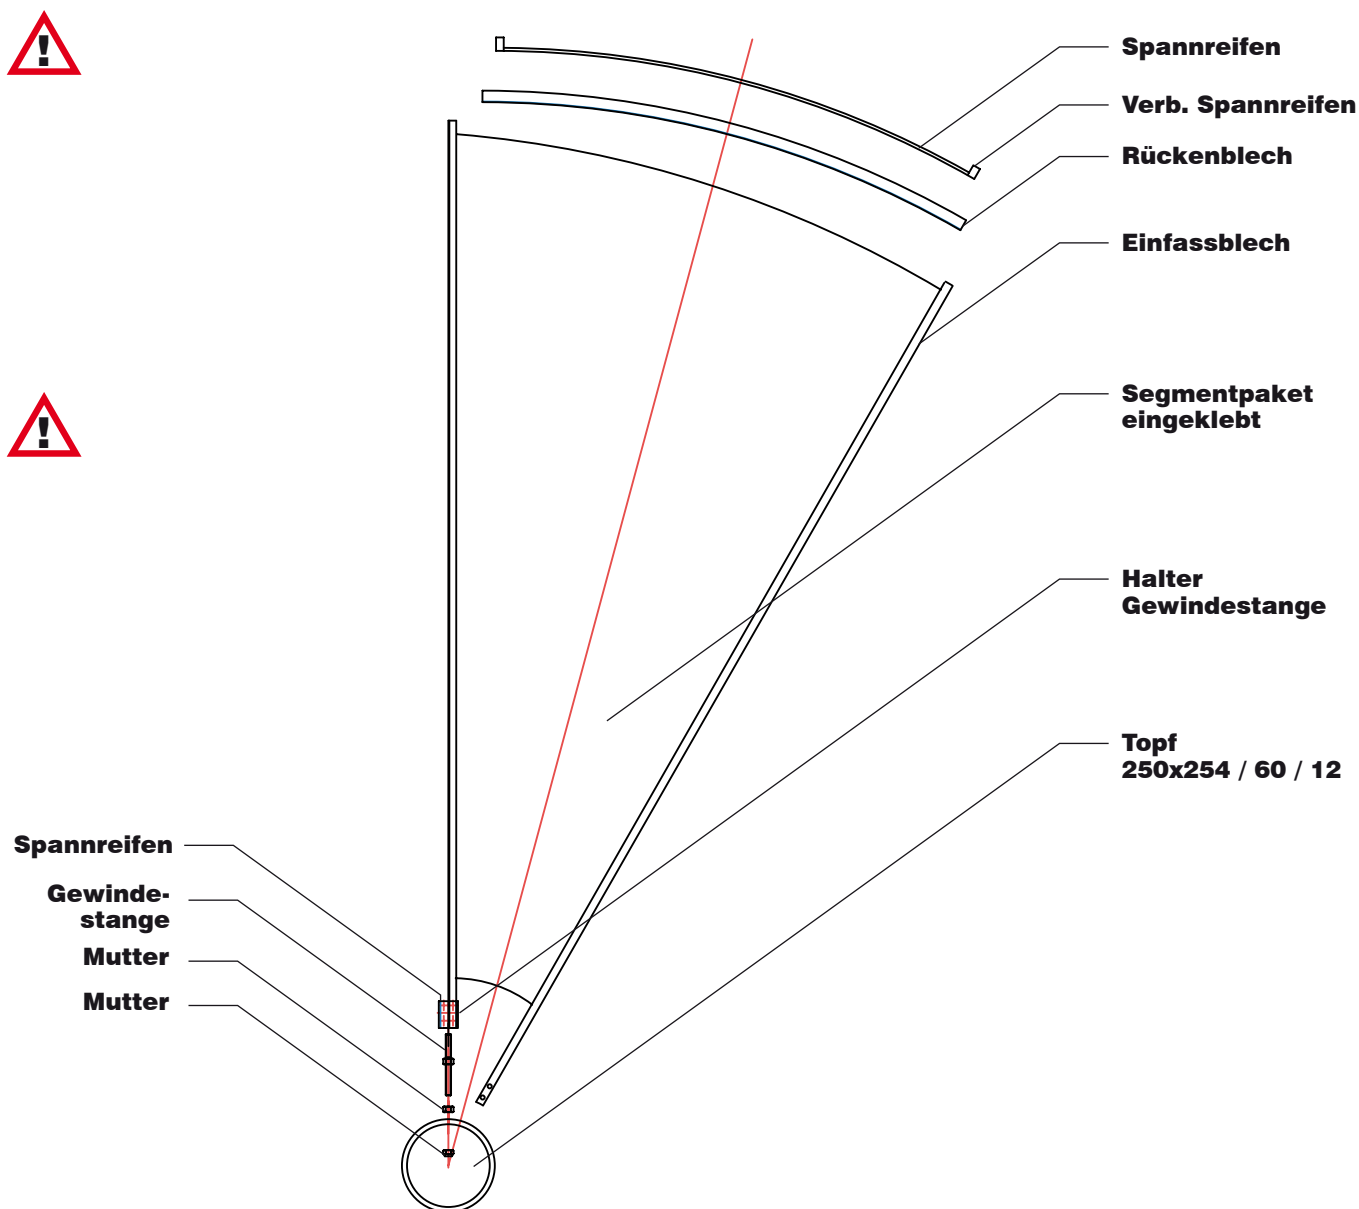 Spannreifen
Verb. Spannreifen
Rückenblech
Einfassblech
Segmentpaket
eingeklebt
Halter
Gewindestange
Topf
250x254 / 60 / 12
Spannreifen
Gewinde-
stange
Mutter
Mutter